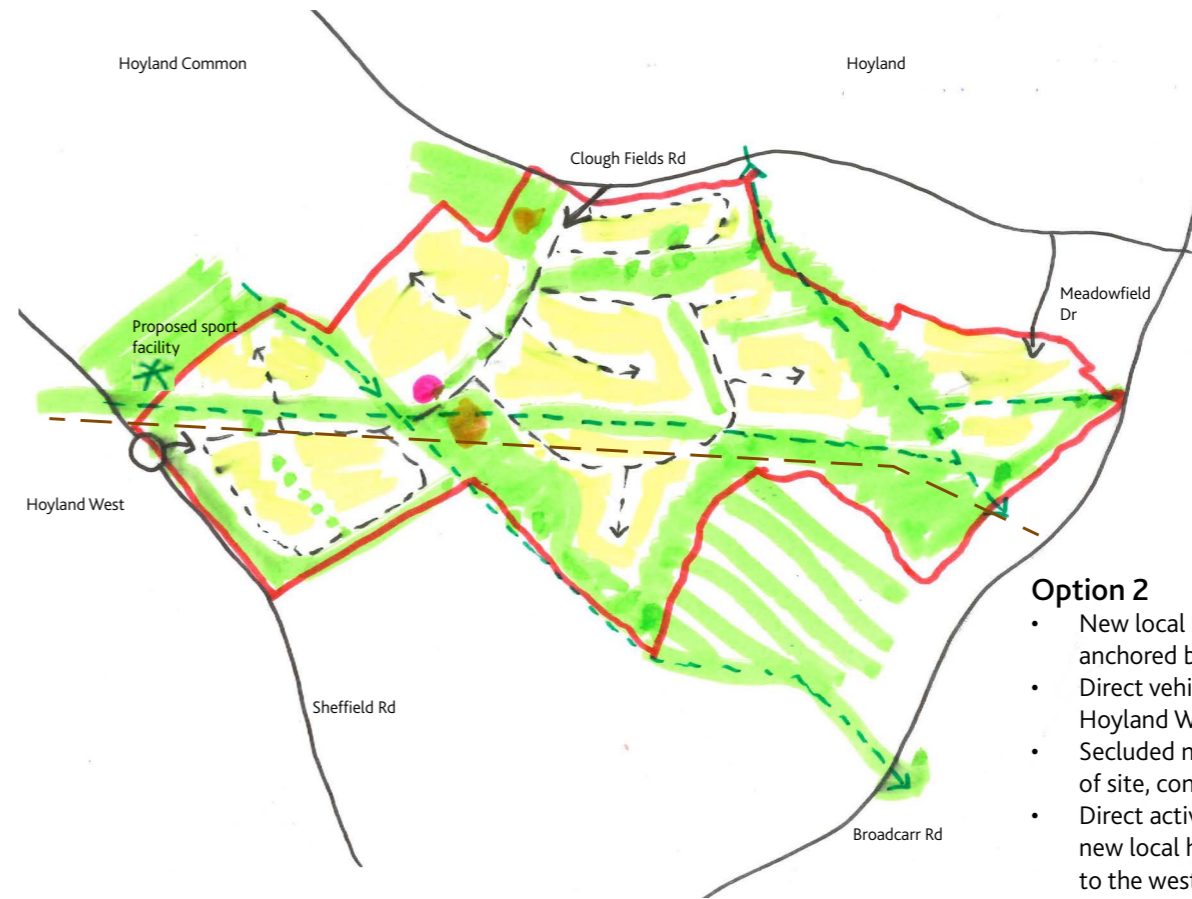 Hoyland Common
Hoyland
Clough Fields Rd
Meadowfield
Dr
Proposed sport
facility
Hoyland West
Sheffield Rd
Broadcarr Rd
Option 2
• New local
anchored b
• Direct vehi
Hoyland W
• Secluded n
of site, con
• Direct activ
new local h
to the west